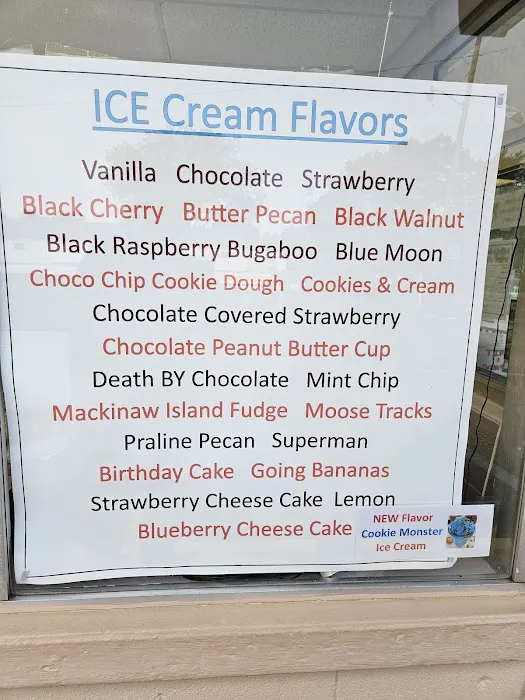 ICE Cream Flavors
Vanilla Chocolate Strawberry
Black Cherry Butter Pecan Black Walnut
Black Raspberry Bugaboo Blue Moon
Choco Chip Cookie Dough Cookies & Cream
Chocolate Covered Strawberry
Chocolate Peanut Butter Cup
Death BY Chocolate Mint Chip
Mackinaw Island Fudge Moose Tracks
Praline Pecan Superman
Birthday Cake Going Bananas
Strawberry Cheese Cake Lemon
Blueberry Cheese Cake
NEW Flavor
Cookie Monster
Ice Cream